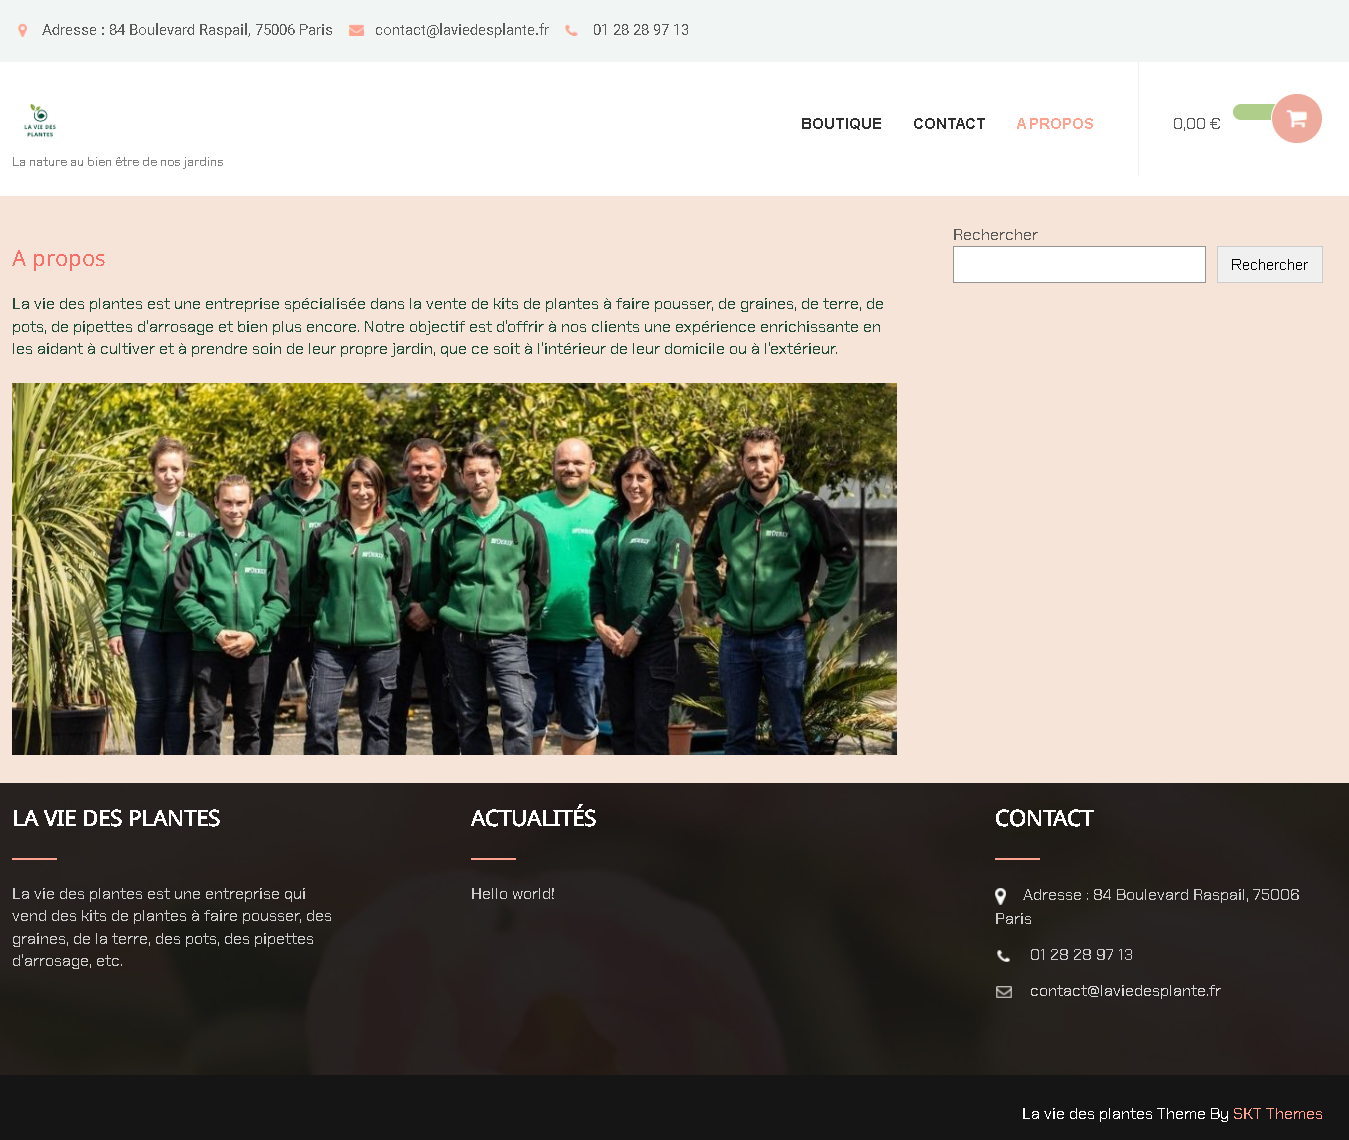 Adresse : 84 Boulevard Raspail, 75006 Paris contact@laviedesplante.fr 01 28 28 97 13
LA VIE DES
PLANTES
La nature au bien être de nos jardins
BOUTIQUE CONTACT A PROPOS 0,00 €
A propos
Rechercher
Rechercher
La vie des plantes est une entreprise spécialisée dans la vente de kits de plantes à faire pousser, de graines, de terre, de
pots, de pipettes d'arrosage et bien plus encore. Notre objectif est d'offrir à nos clients une expérience enrichissante en
les aidant à cultiver et à prendre soin de leur propre jardin, que ce soit à l'intérieur de leur domicile ou à l'extérieur.
LA VIE DES PLANTES
La vie des plantes est une entreprise qui
vend des kits de plantes à faire pousser, des
graines, de la terre, des pots, des pipettes
d'arrosage, etc.
ACTUALITÉS
Hello world!
CONTACT
Adresse : 84 Boulevard Raspail, 75006
Paris
01 28 28 97 13
contact@laviedesplante.fr
La vie des plantes Theme By SKT Themes